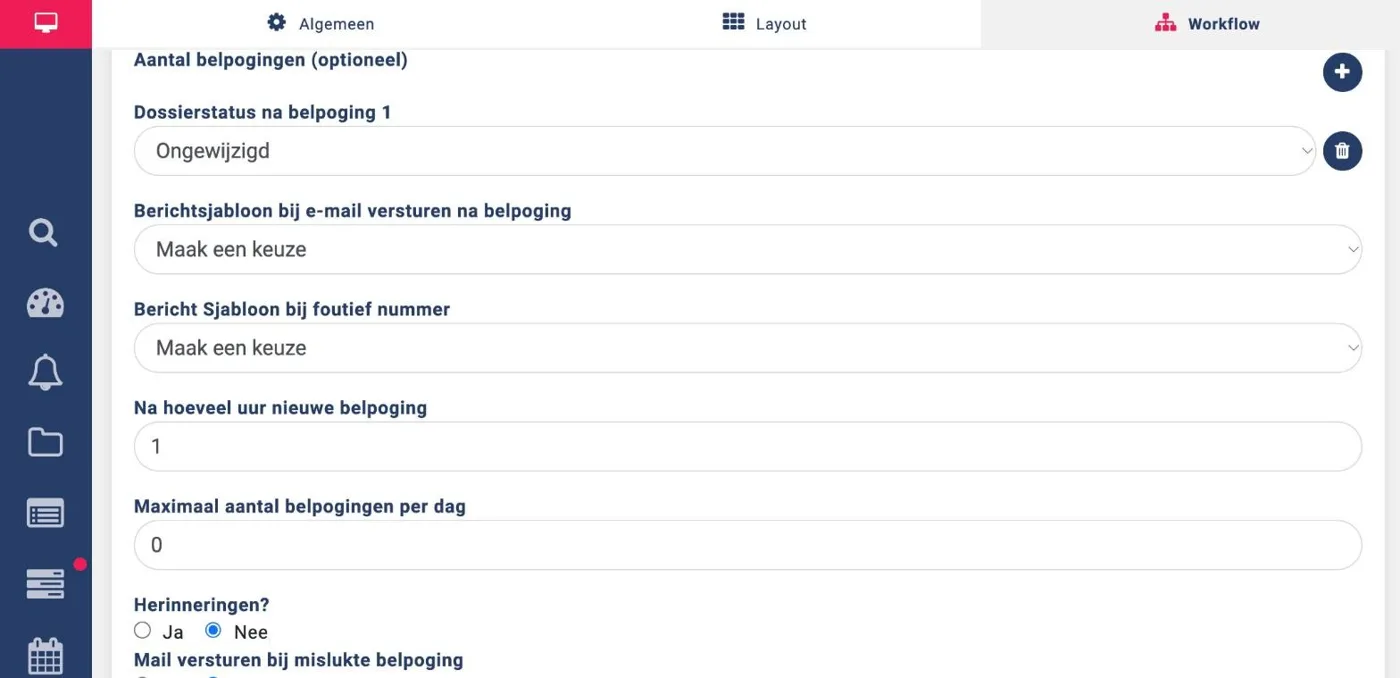 Algemeen
Layout
Workflow
Aantal belpogingen (optioneel)
Dossierstatus na belpoging 1
Ongewijzigd
Berichtsjabloon bij e-mail versturen na belpoging
Maak een keuze
Bericht Sjabloon bij foutief nummer
Maak een keuze
Na hoeveel uur nieuwe belpoging
1
Maximaal aantal belpogingen per dag
0
Herinneringen?
Ja Nee
Mail versturen bij mislukte belpoging